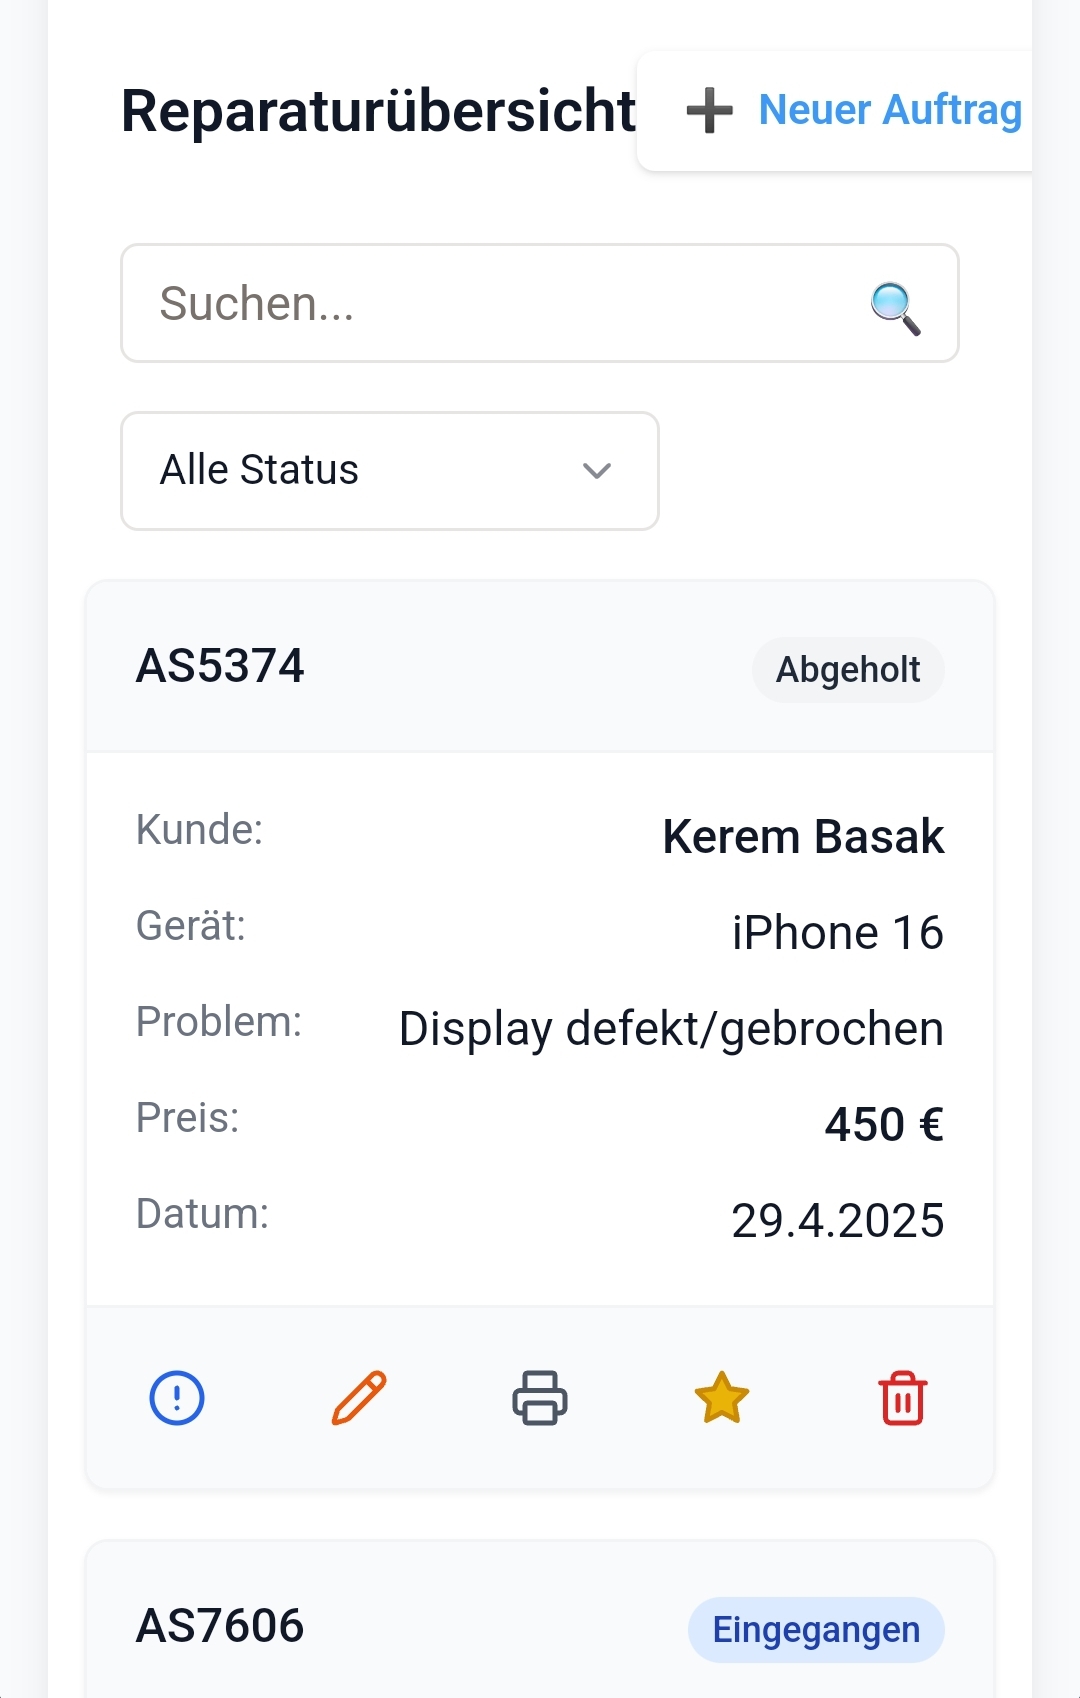 Reparaturübersicht
Neuer Auftrag
Suchen...
Alle Status
AS5374
Abgeholt
Kunde: Kerem Basak
Gerät: iPhone 16
Problem: Display defekt/gebrochen
Preis: 450 €
Datum: 29.4.2025
AS7606
Eingegangen